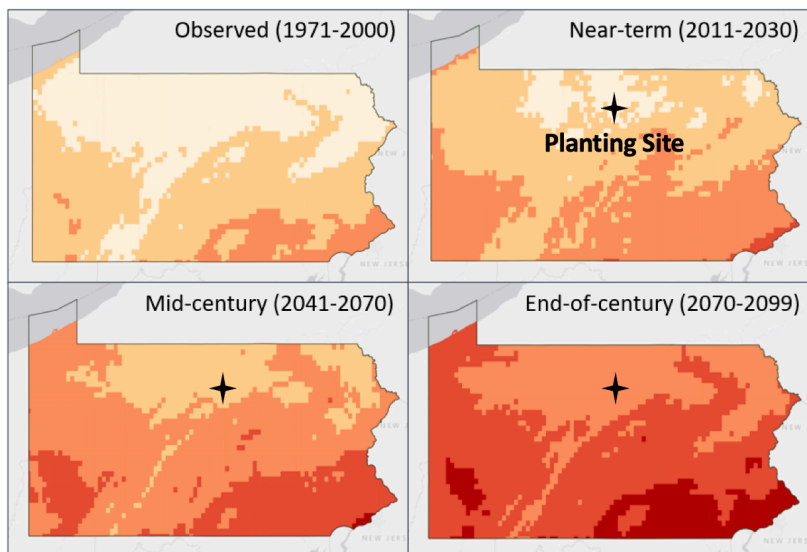 Observed (1971-2000)
Near-term (2011-2030)
Planting Site
NEW JERSEY
Mid-century (2041-2070)
End-of-century (2070-2099)
NEW JERSEY
NEW JERSEY